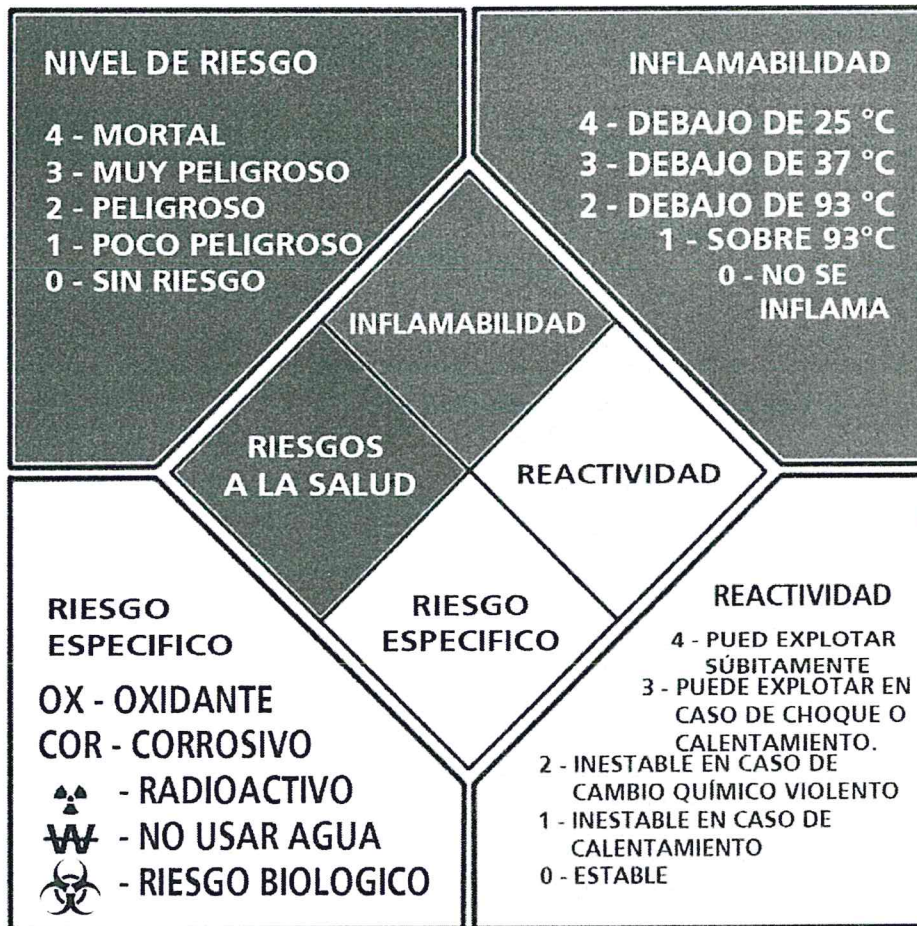 NIVEL DE RIESGO
4 - MORTAL
3 - MUY PELIGROSO
2 - PELIGROSO
1 - POCO PELIGROSO
0 - SIN RIESGO
INFLAMABILIDAD
4 - DEBAJO DE 25 °C
3 - DEBAJO DE 37 °C
2 - DEBAJO DE 93 °C
1 - SOBRE 93°C
0 - NO SE
INFLAMA
INFLAMABILIDAD
RIESGOS
A LA SALUD
REACTIVIDAD
RIESGO
ESPECIFICO
RIESGO
ESPECIFICO
OX - OXIDANTE
COR - CORROSIVO
- RADIOACTIVO
W - NO USAR AGUA
- RIESGO BIOLOGICO
REACTIVIDAD
4 - PUED EXPLOTAR
SÚBITAMENTE
3 - PUEDE EXPLOTAR EN
CASO DE CHOQUE O
CALENTAMIENTO.
2 - INESTABLE EN CASO DE
CAMBIO QUÍMICO VIOLENTO
1 - INESTABLE EN CASO DE
CALENTAMIENTO
0 - ESTABLE